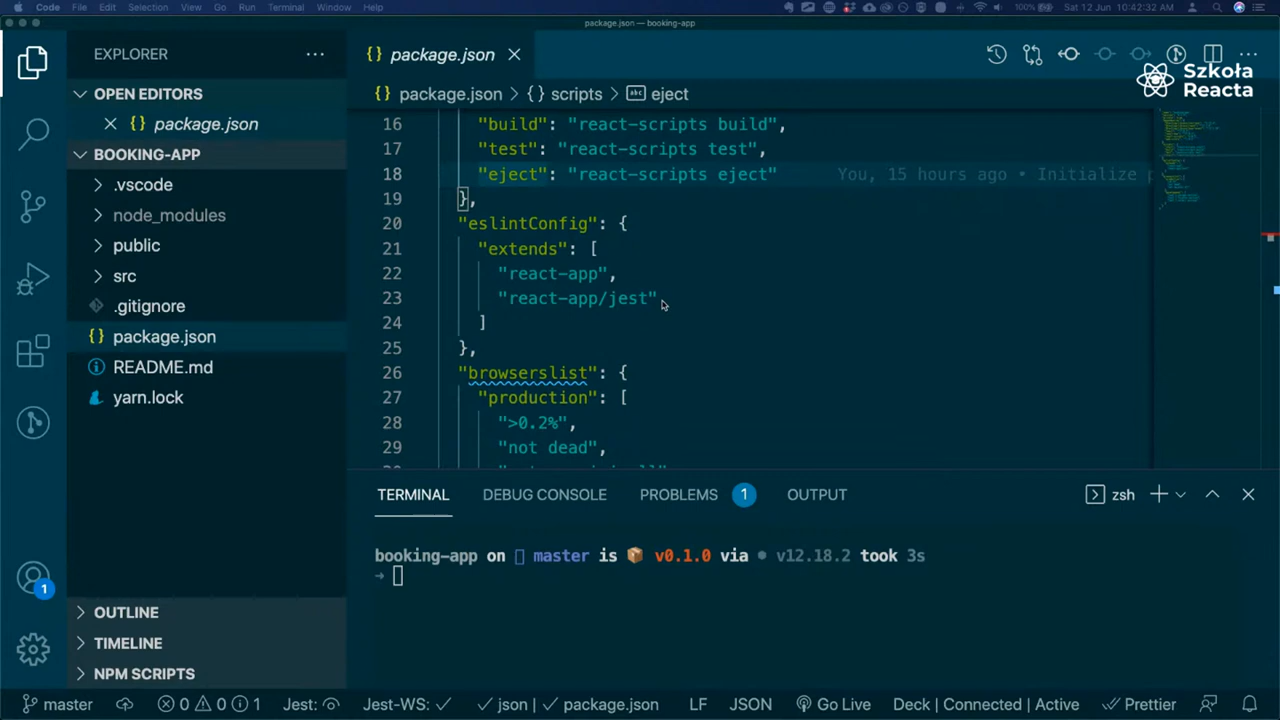 Code File Edit Selection View Go Run Terminal Window Help 100% Sat 12 Jun 10:42:32
package.json — booking-app
EXPLORER
OPEN EDITORS
package.json
BOOKING-APP
.vscode
node_modules
public
src
.gitignore
package.json
README.md
yarn.lock
OUTLINE
TIMELINE
NPM SCRIPTS
1
{} package.json
Szkoła
Reacta
{} package.json > {} scripts > abc eject
16 "build": "react-scripts build",
17 "test": "react-scripts test",
18 "eject": "react-scripts eject" You, 15 hours ago • Initialize
19 },
20 "eslintConfig": {
21 "extends": [
22 "react-app",
23 "react-app/jest"
24 ]
25 },
26 "browserslist": {
27 "production": [
28 ">0.2%",
29 "not dead",
TERMINAL DEBUG CONSOLE PROBLEMS 1 OUTPUT zsh
booking-app on master is 📦 v0.1.0 via v12.18.2 took 3s
➜
master 0 0 1 Jest: Jest-WS: ✓ ✓ json | ✓ package.json LF JSON Go Live Deck | Connected | Active ✓ Prettier